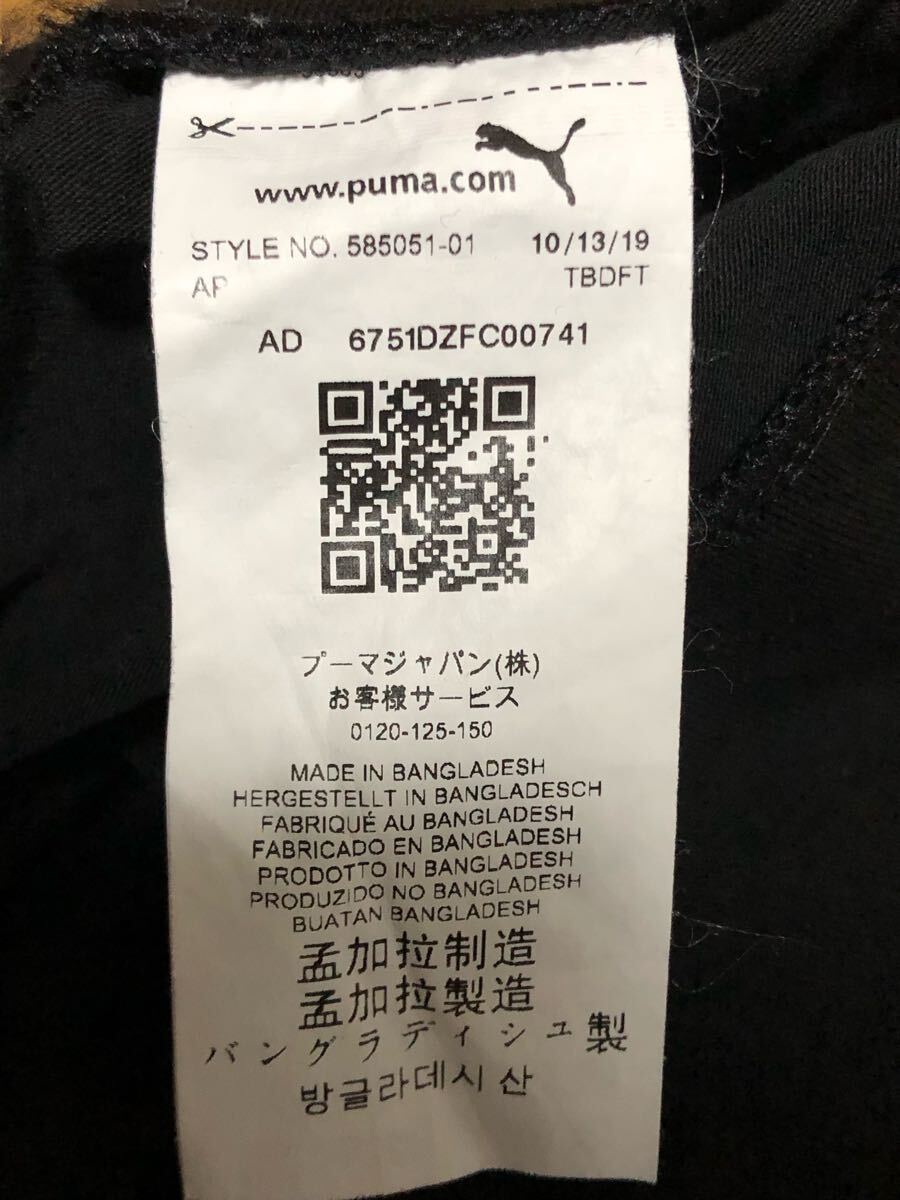 www.puma.com
STYLE NO. 585051-01 10/13/19
AP TBDFT
AD 6751DZFC00741
プーマジャパン(株)
お客様サービス
0120-125-150
MADE IN BANGLADESH
HERGESTELLT IN BANGLADESCH
FABRIQUÉ AU BANGLADESH
FABRICADO EN BANGLADESH
PRODOTTO IN BANGLADESH
PRODUZIDO NO BANGLADESH
BUATAN BANGLADESH
孟加拉制造
孟加拉製造
バングラディシュ製
방글라데시 산